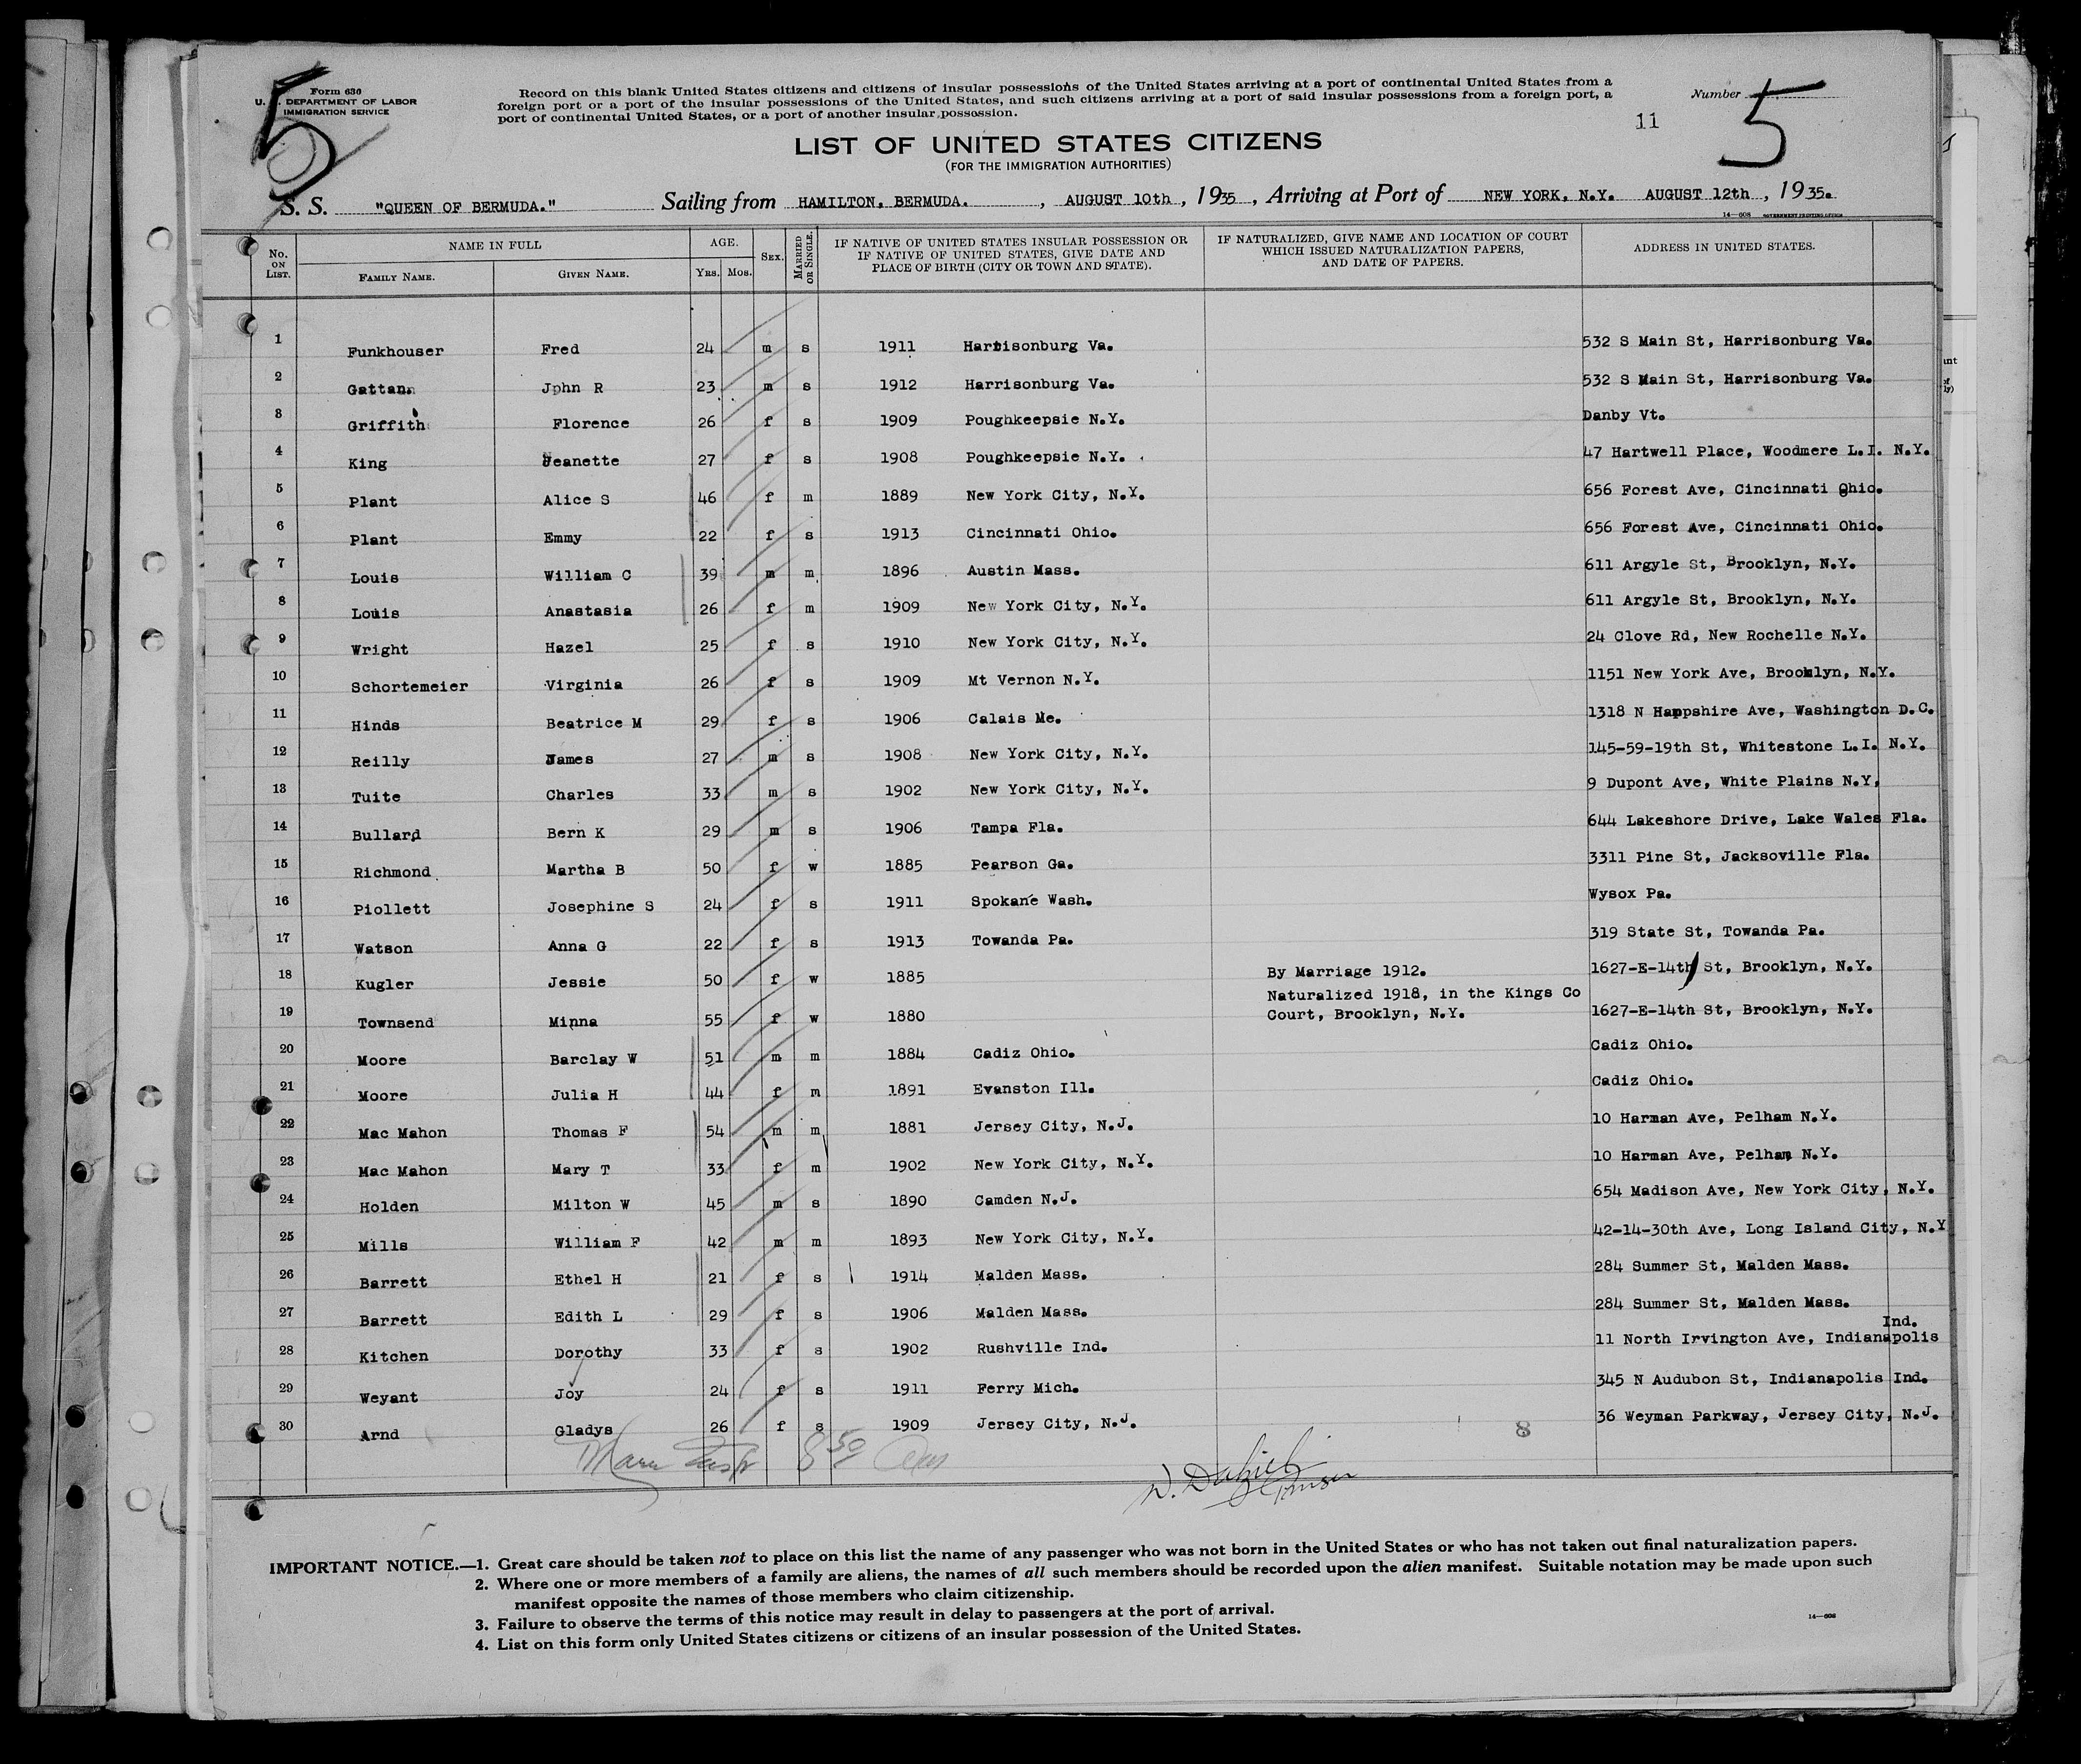 5
Form 630
U. S. DEPARTMENT OF LABOR
IMMIGRATION SERVICE
Record on this blank United States citizens and citizens of insular possessions of the United States arriving at a port of continental United States from a
foreign port or a port of the insular possessions of the United States, and such citizens arriving at a port of said insular possessions from a foreign port, a
port of continental United States, or a port of another insular possession.
Number 5
11
LIST OF UNITED STATES CITIZENS
(FOR THE IMMIGRATION AUTHORITIES)
S. S. "QUEEN OF BERMUDA." Sailing from HAMILTON, BERMUDA. , AUGUST 10th , 1935 , Arriving at Port of NEW YORK, N.Y. AUGUST 12th , 1935.
14—608 GOVERNMENT PRINTING OFFICE
No. ON LIST. NAME IN FULL FAMILY NAME. GIVEN NAME. AGE. YRS. MOS. SEX. MARRIED OR SINGLE. IF NATIVE OF UNITED STATES INSULAR POSSESSION OR IF NATIVE OF UNITED STATES, GIVE DATE AND PLACE OF BIRTH (CITY OR TOWN AND STATE). IF NATURALIZED, GIVE NAME AND LOCATION OF COURT WHICH ISSUED NATURALIZATION PAPERS, AND DATE OF PAPERS. ADDRESS IN UNITED STATES.
1 Funkhouser Fred 24 m s 1911 Harrisonburg Va. 532 S Main St, Harrisonburg Va.
2 Gattann John R 23 m s 1912 Harrisonburg Va. 532 S Main St, Harrisonburg Va.
3 Griffith Florence 26 f s 1909 Poughkeepsie N.Y. Danby Vt.
4 King Jeanette 27 f s 1908 Poughkeepsie N.Y. 47 Hartwell Place, Woodmere L.I. N.Y.
5 Plant Alice S 46 f m 1889 New York City, N.Y. 656 Forest Ave, Cincinnati Ohio.
6 Plant Emmy 22 f s 1913 Cincinnati Ohio. 656 Forest Ave, Cincinnati Ohio.
7 Louis William C 39 m m 1896 Austin Mass. 611 Argyle St, Brooklyn, N.Y.
8 Louis Anastasia 26 f m 1909 New York City, N.Y. 611 Argyle St, Brooklyn, N.Y.
9 Wright Hazel 25 f s 1910 New York City, N.Y. 24 Clove Rd, New Rochelle N.Y.
10 Schortemeier Virginia 26 f s 1909 Mt Vernon N.Y. 1151 New York Ave, Brooklyn, N.Y.
11 Hinds Beatrice M 29 f s 1906 Calais Me. 1318 N Hampshire Ave, Washington D.C.
12 Reilly James 27 m s 1908 New York City, N.Y. 145-59-19th St, Whitestone L.I. N.Y.
13 Tuite Charles 33 m s 1902 New York City, N.Y. 9 Dupont Ave, White Plains N.Y.
14 Bullard Bern K 29 m s 1906 Tampa Fla. 644 Lakeshore Drive, Lake Wales Fla.
15 Richmond Martha B 50 f w 1885 Pearson Ga. 3311 Pine St, Jacksoville Fla.
16 Piollett Josephine S 24 f s 1911 Spokane Wash. Wysox Pa.
17 Watson Anna G 22 f s 1913 Towanda Pa. 319 State St, Towanda Pa.
18 Kugler Jessie 50 f w 1885 By Marriage 1912. 1627-E-14th St, Brooklyn, N.Y.
Naturalized 1918, in the Kings Co
19 Townsend Minna 55 f w 1880 Court, Brooklyn, N.Y. 1627-E-14th St, Brooklyn, N.Y.
20 Moore Barclay W 51 m m 1884 Cadiz Ohio. Cadiz Ohio.
21 Moore Julia H 44 f m 1891 Evanston Ill. Cadiz Ohio.
22 Mac Mahon Thomas F 54 m m 1881 Jersey City, N.J. 10 Harman Ave, Pelham N.Y.
23 Mac Mahon Mary T 33 f m 1902 New York City, N.Y. 10 Harman Ave, Pelham N.Y.
24 Holden Milton W 45 m s 1890 Camden N.J. 654 Madison Ave, New York City, N.Y.
25 Mills William F 42 m m 1893 New York City, N.Y. 42-14-30th Ave, Long Island City, N.Y
26 Barrett Ethel H 21 f s 1914 Malden Mass. 284 Summer St, Malden Mass.
27 Barrett Edith L 29 f s 1906 Malden Mass. 284 Summer St, Malden Mass.
Ind.
28 Kitchen Dorothy 33 f s 1902 Rushville Ind. 11 North Irvington Ave, Indianapolis
29 Weyant Joy 24 f s 1911 Ferry Mich. 345 N Audubon St, Indianapolis Ind.
30 Arnd Gladys 26 f s 1909 Jersey City, N.J. 36 Weyman Parkway, Jersey City, N.J.
8
8 50
IMPORTANT NOTICE.—1. Great care should be taken not to place on this list the name of any passenger who was not born in the United States or who has not taken out final naturalization papers.
2. Where one or more members of a family are aliens, the names of all such members should be recorded upon the alien manifest. Suitable notation may be made upon such
manifest opposite the names of those members who claim citizenship.
3. Failure to observe the terms of this notice may result in delay to passengers at the port of arrival.
4. List on this form only United States citizens or citizens of an insular possession of the United States.
14—608